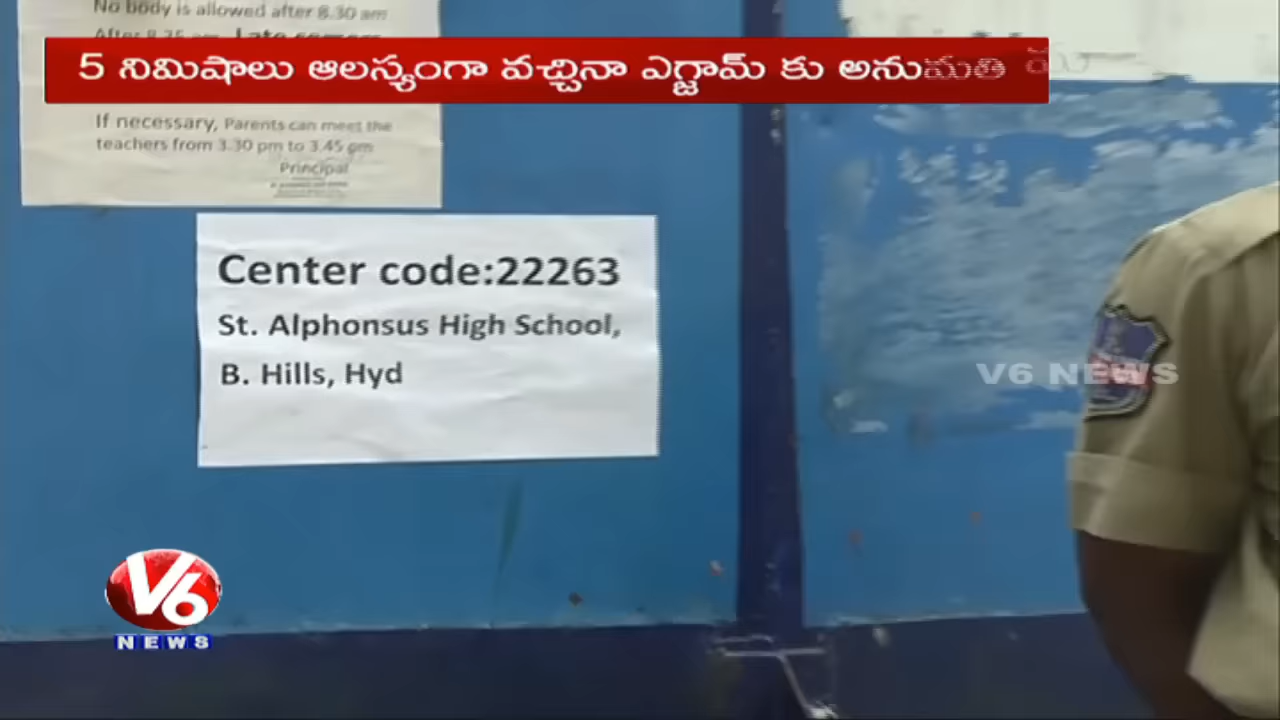 No body is allowed after 8.30 am
5 నిమిషాలు ఆలస్యంగా వచ్చినా ఎగ్జామ్ కు అనుమతి
If necessary, Parents can meet the
teachers from 3.30 pm to 3.45 pm
Principal
Center code:22263
St. Alphonsus High School,
B. Hills, Hyd
V6 NEWS
V6
NEWS